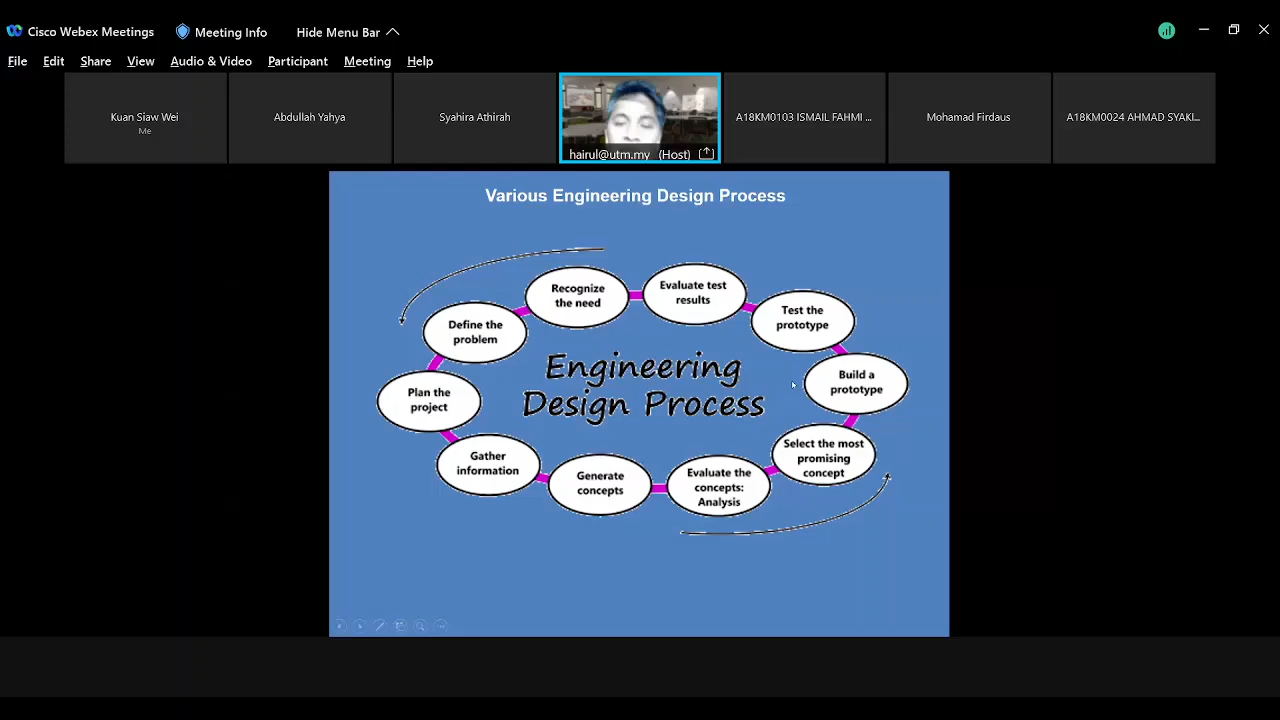 Cisco Webex Meetings
Meeting Info
Hide Menu Bar
File Edit Share View Audio & Video Participant Meeting Help
Kuan Siaw Wei
Me
Abdullah Yahya
Syahira Athirah
hairul@utm.my (Host)
A18KM0103 ISMAIL FAHMI ...
Mohamad Firdaus
A18KM0024 AHMAD SYAKI...
Various Engineering Design Process
Recognize
the need
Evaluate test
results
Test the
prototype
Define the
problem
Engineering
Design Process
Build a
prototype
Plan the
project
Select the most
promising
concept
Gather
information
Generate
concepts
Evaluate the
concepts:
Analysis